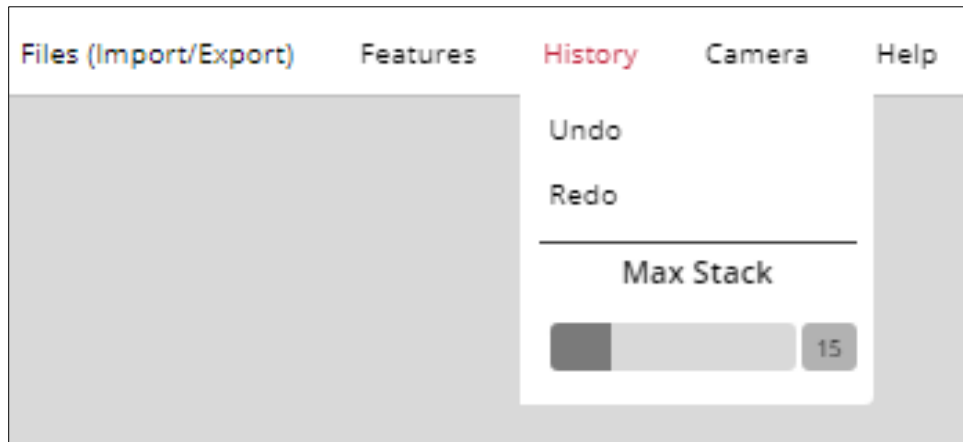 Files (Import/Export) Features History Camera Help
Undo
Redo
Max Stack
15